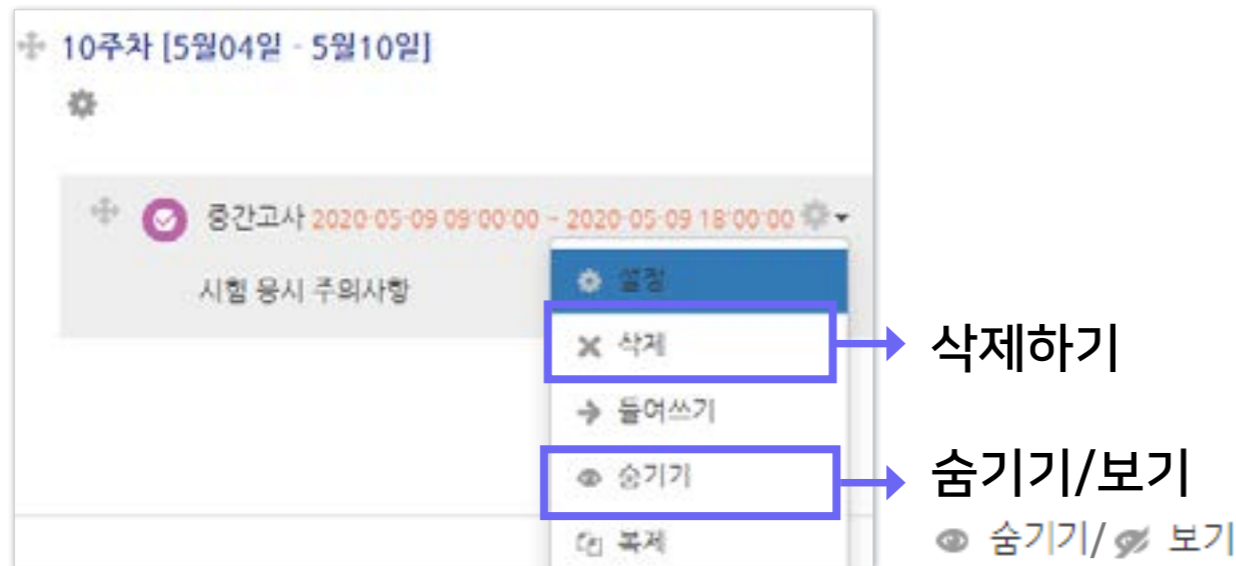 10주차 [5월04일 - 5월10일]
중간고사 2020-05-09 09:00:00 ~ 2020-05-09 18:00:00
시험 응시 주의사항
설정
삭제
들여쓰기
숨기기
복제
삭제하기
숨기기/보기
숨기기/ 보기